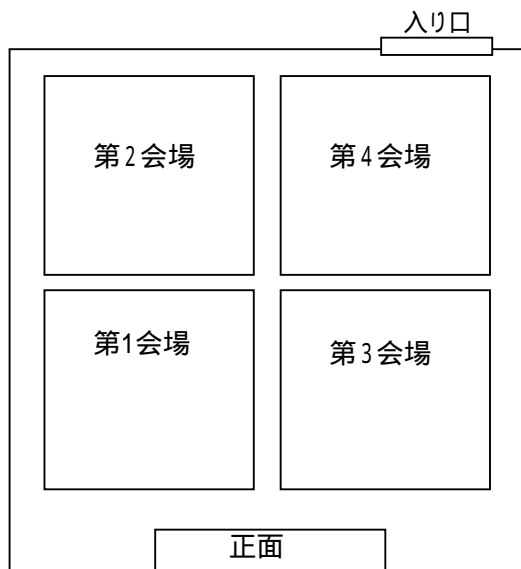 入り口
第2会場
第4会場
第1会場
第3会場
正面